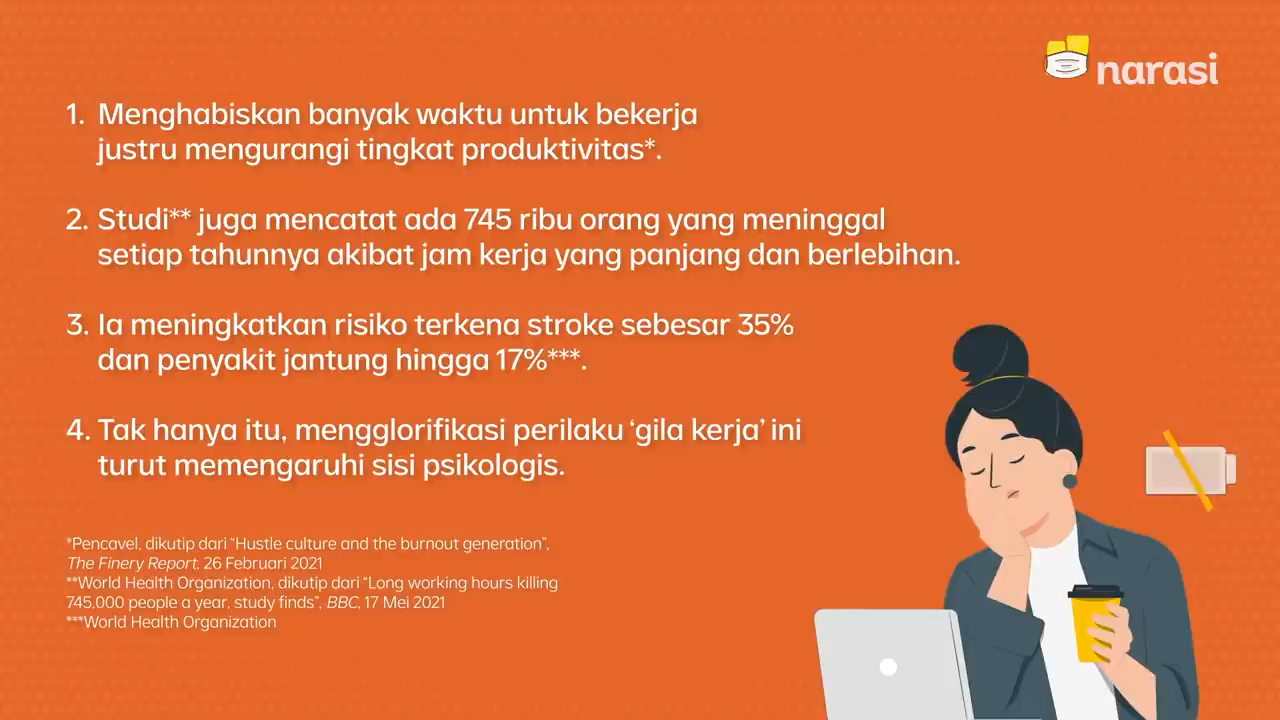 narasi
1. Menghabiskan banyak waktu untuk bekerja
justru mengurangi tingkat produktivitas*.
2. Studi** juga mencatat ada 745 ribu orang yang meninggal
setiap tahunnya akibat jam kerja yang panjang dan berlebihan.
3. Ia meningkatkan risiko terkena stroke sebesar 35%
dan penyakit jantung hingga 17%***.
4. Tak hanya itu, mengglorifikasi perilaku ‘gila kerja’ ini
turut memengaruhi sisi psikologis.
*Pencavel, dikutip dari “Hustle culture and the burnout generation”,
The Finery Report, 26 Februari 2021
**World Health Organization, dikutip dari “Long working hours killing
745,000 people a year, study finds”, BBC, 17 Mei 2021
***World Health Organization